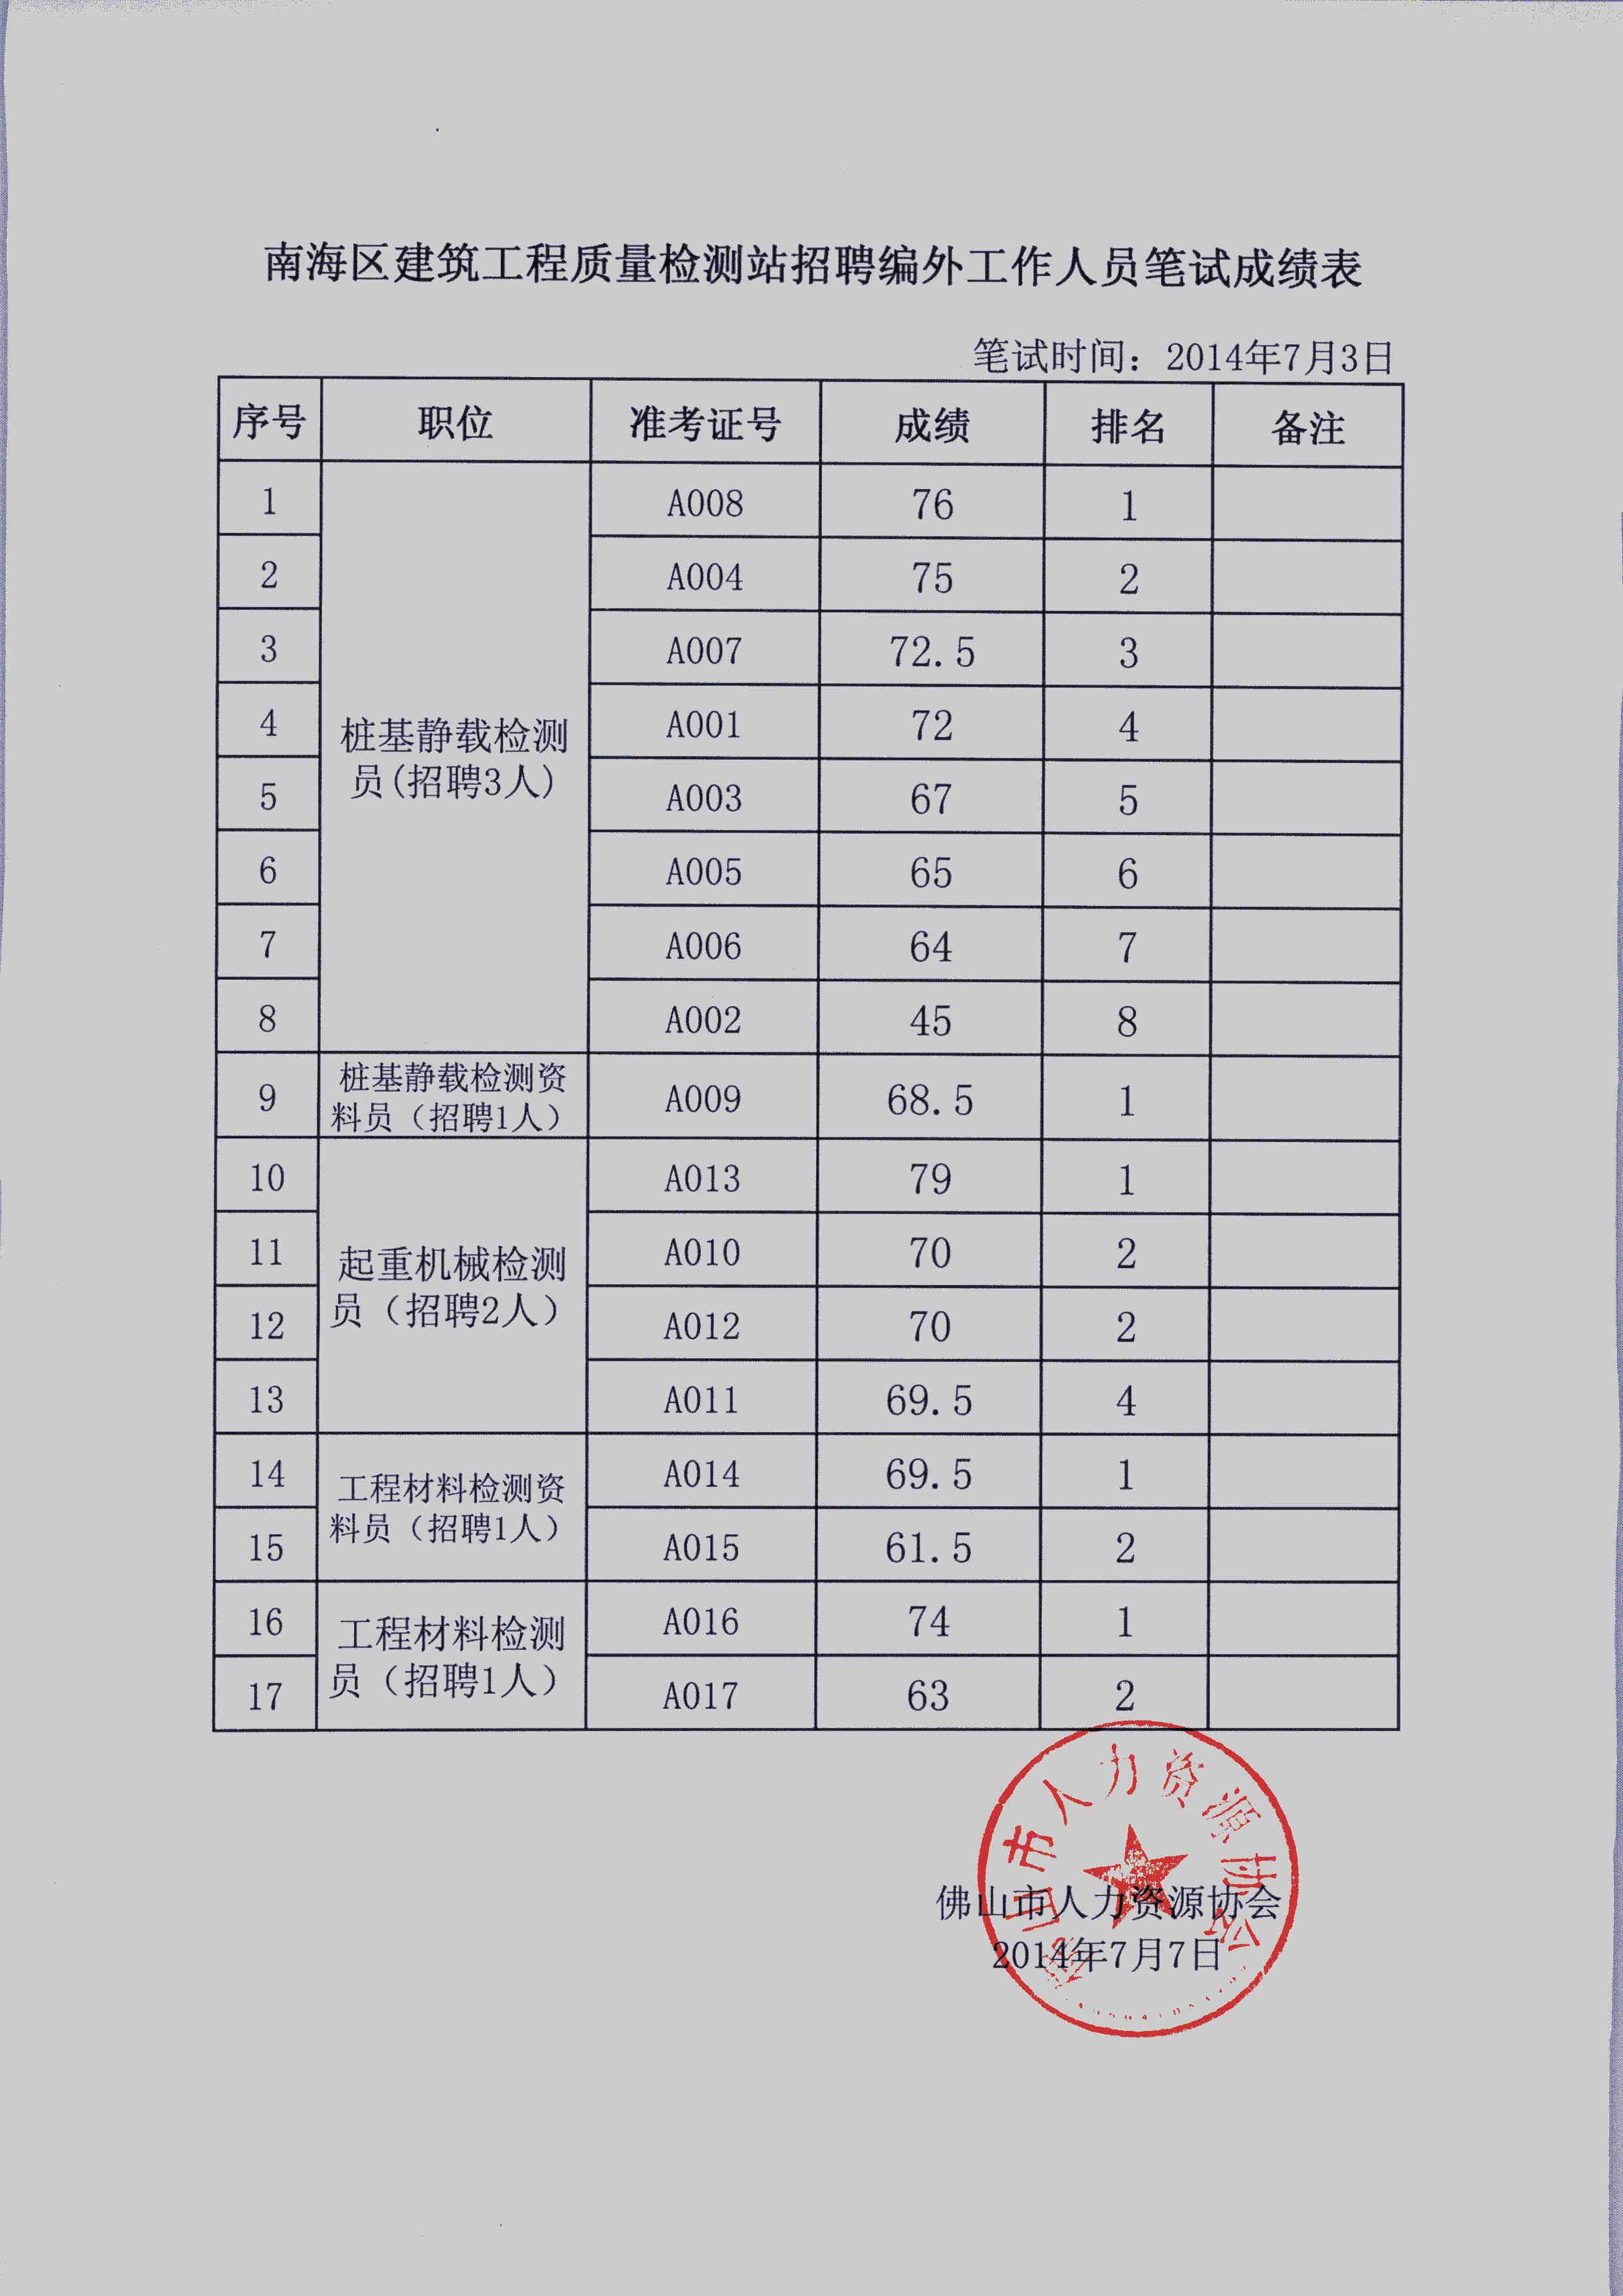 南海区建筑工程质量检测站招聘编外工作人员笔试成绩表
笔试时间：2014年7月3日
序号 职位 准考证号 成绩 排名 备注
1 A008 76 1
2 A004 75 2
3 A007 72.5 3
4 桩基静载检测 A001 72 4
员(招聘3人)
5 A003 67 5
6 A005 65 6
7 A006 64 7
8 A002 45 8
桩基静载检测资
9 A009 68.5 1
料员（招聘1人）
10 A013 79 1
11 起重机械检测 A010 70 2
12 员（招聘2人） A012 70 2
13 A011 69.5 4
14 工程材料检测资 A014 69.5 1
料员（招聘1人）
15 A015 61.5 2
16 工程材料检测 A016 74 1
17 员（招聘1人） A017 63 2
佛山市人力资源协会
佛山市人力资源协会
2014年7月7日